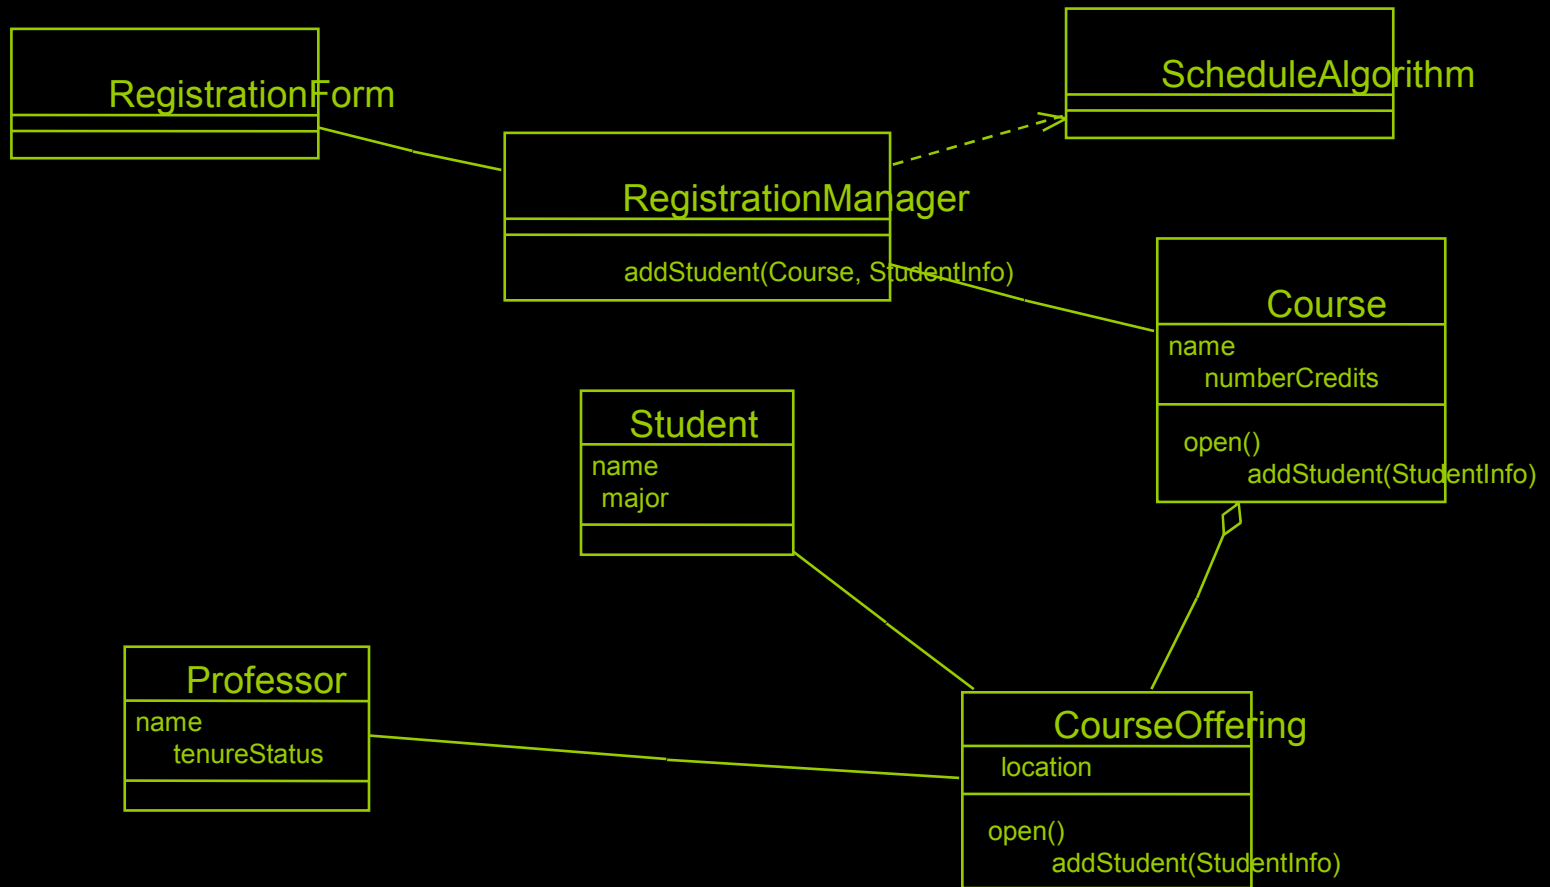 RegistrationForm
ScheduleAlgorithm
RegistrationManager
addStudent(Course, StudentInfo)
Course
name
numberCredits
open()
addStudent(StudentInfo)
Student
name
major
Professor
name
tenureStatus
CourseOffering
location
open()
addStudent(StudentInfo)